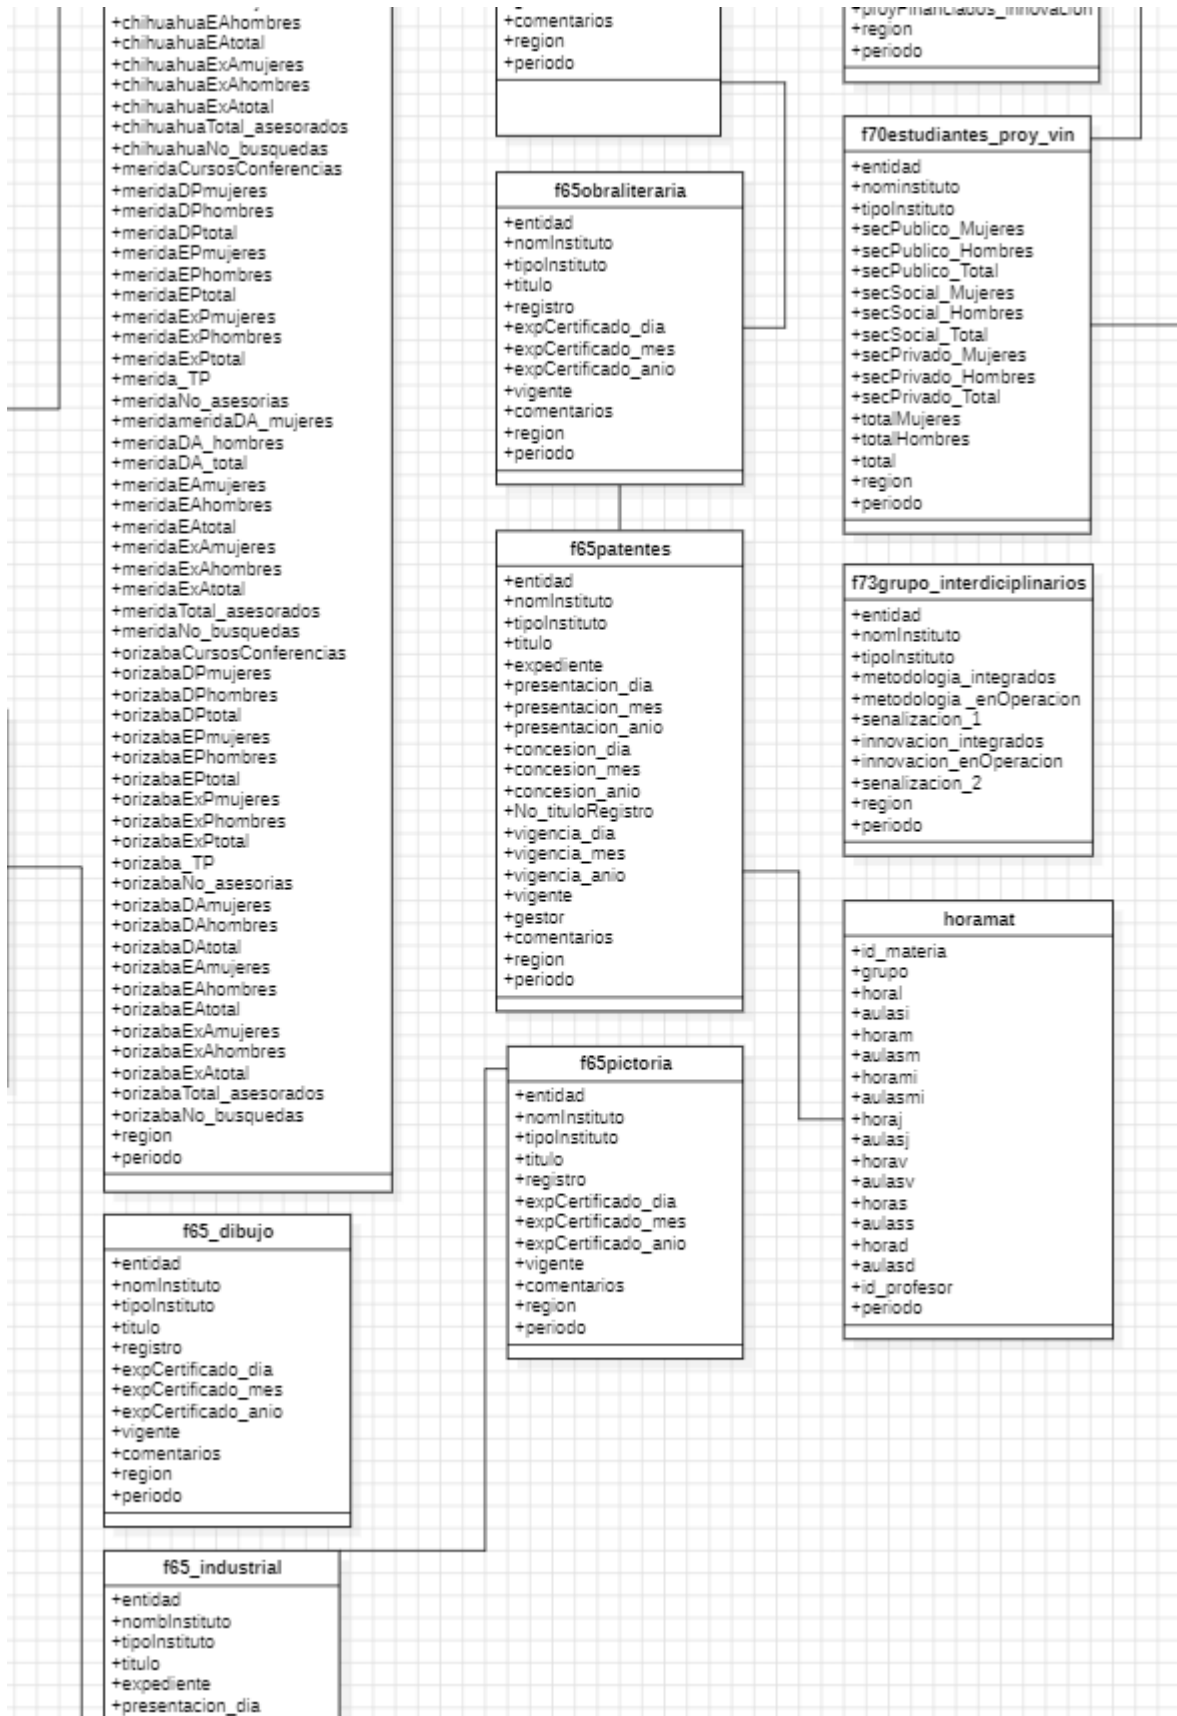 +chihuahuaEAhombres
+chihuahuaEAtotal
+chihuahuaExAmujeres
+chihuahuaExAhombres
+chihuahuaExAtotal
+chihuahuaTotal_asesorados
+chihuahuaNo_busquedas
+meridaCursosConferencias
+meridaDPmujeres
+meridaDPhombres
+meridaDPtotal
+meridaEPmujeres
+meridaEPhombres
+meridaEPtotal
+meridaExPmujeres
+meridaExPhombres
+meridaExPtotal
+merida_TP
+meridaNo_asesorias
+meridameridaDA_mujeres
+meridaDA_hombres
+meridaDA_total
+meridaEAmujeres
+meridaEAhombres
+meridaEAtotal
+meridaExAmujeres
+meridaExAhombres
+meridaExAtotal
+meridaTotal_asesorados
+meridaNo_busquedas
+orizabaCursosConferencias
+orizabaDPmujeres
+orizabaDPhombres
+orizabaDPtotal
+orizabaEPmujeres
+orizabaEPhombres
+orizabaEPtotal
+orizabaExPmujeres
+orizabaExPhombres
+orizabaExPtotal
+orizaba_TP
+orizabaNo_asesorias
+orizabaDAmujeres
+orizabaDAhombres
+orizabaDAtotal
+orizabaEAmujeres
+orizabaEAhombres
+orizabaEAtotal
+orizabaExAmujeres
+orizabaExAhombres
+orizabaExAtotal
+orizabaTotal_asesorados
+orizabaNo_busquedas
+region
+periodo
f65_dibujo
+entidad
+nomInstituto
+tipoInstituto
+titulo
+registro
+expCertificado_dia
+expCertificado_mes
+expCertificado_anio
+vigente
+comentarios
+region
+periodo
f65_industrial
+entidad
+nombInstituto
+tipoInstituto
+titulo
+expediente
+presentacion_dia
+comentarios
+region
+periodo
f65obraliteraria
+entidad
+nomInstituto
+tipoInstituto
+titulo
+registro
+expCertificado_dia
+expCertificado_mes
+expCertificado_anio
+vigente
+comentarios
+region
+periodo
f65patentes
+entidad
+nomInstituto
+tipoInstituto
+titulo
+expediente
+presentacion_dia
+presentacion_mes
+presentacion_anio
+concesion_dia
+concesion_mes
+concesion_anio
+No_tituloRegistro
+vigencia_dia
+vigencia_mes
+vigencia_anio
+vigente
+gestor
+comentarios
+region
+periodo
f65pictoria
+entidad
+nomInstituto
+tipoInstituto
+titulo
+registro
+expCertificado_dia
+expCertificado_mes
+expCertificado_anio
+vigente
+comentarios
+region
+periodo
+proyFinanciados_innovacion
+region
+periodo
f70estudiantes_proy_vin
+entidad
+nominstituto
+tipoInstituto
+secPublico_Mujeres
+secPublico_Hombres
+secPublico_Total
+secSocial_Mujeres
+secSocial_Hombres
+secSocial_Total
+secPrivado_Mujeres
+secPrivado_Hombres
+secPrivado_Total
+totalMujeres
+totalHombres
+total
+region
+periodo
f73grupo_interdiciplinarios
+entidad
+nomInstituto
+tipoInstituto
+metodologia_integrados
+metodologia _enOperacion
+senalizacion_1
+innovacion_integrados
+innovacion_enOperacion
+senalizacion_2
+region
+periodo
horamat
+id_materia
+grupo
+horal
+aulasi
+horam
+aulasm
+horami
+aulasmi
+horaj
+aulasj
+horav
+aulasv
+horas
+aulass
+horad
+aulasd
+id_profesor
+periodo